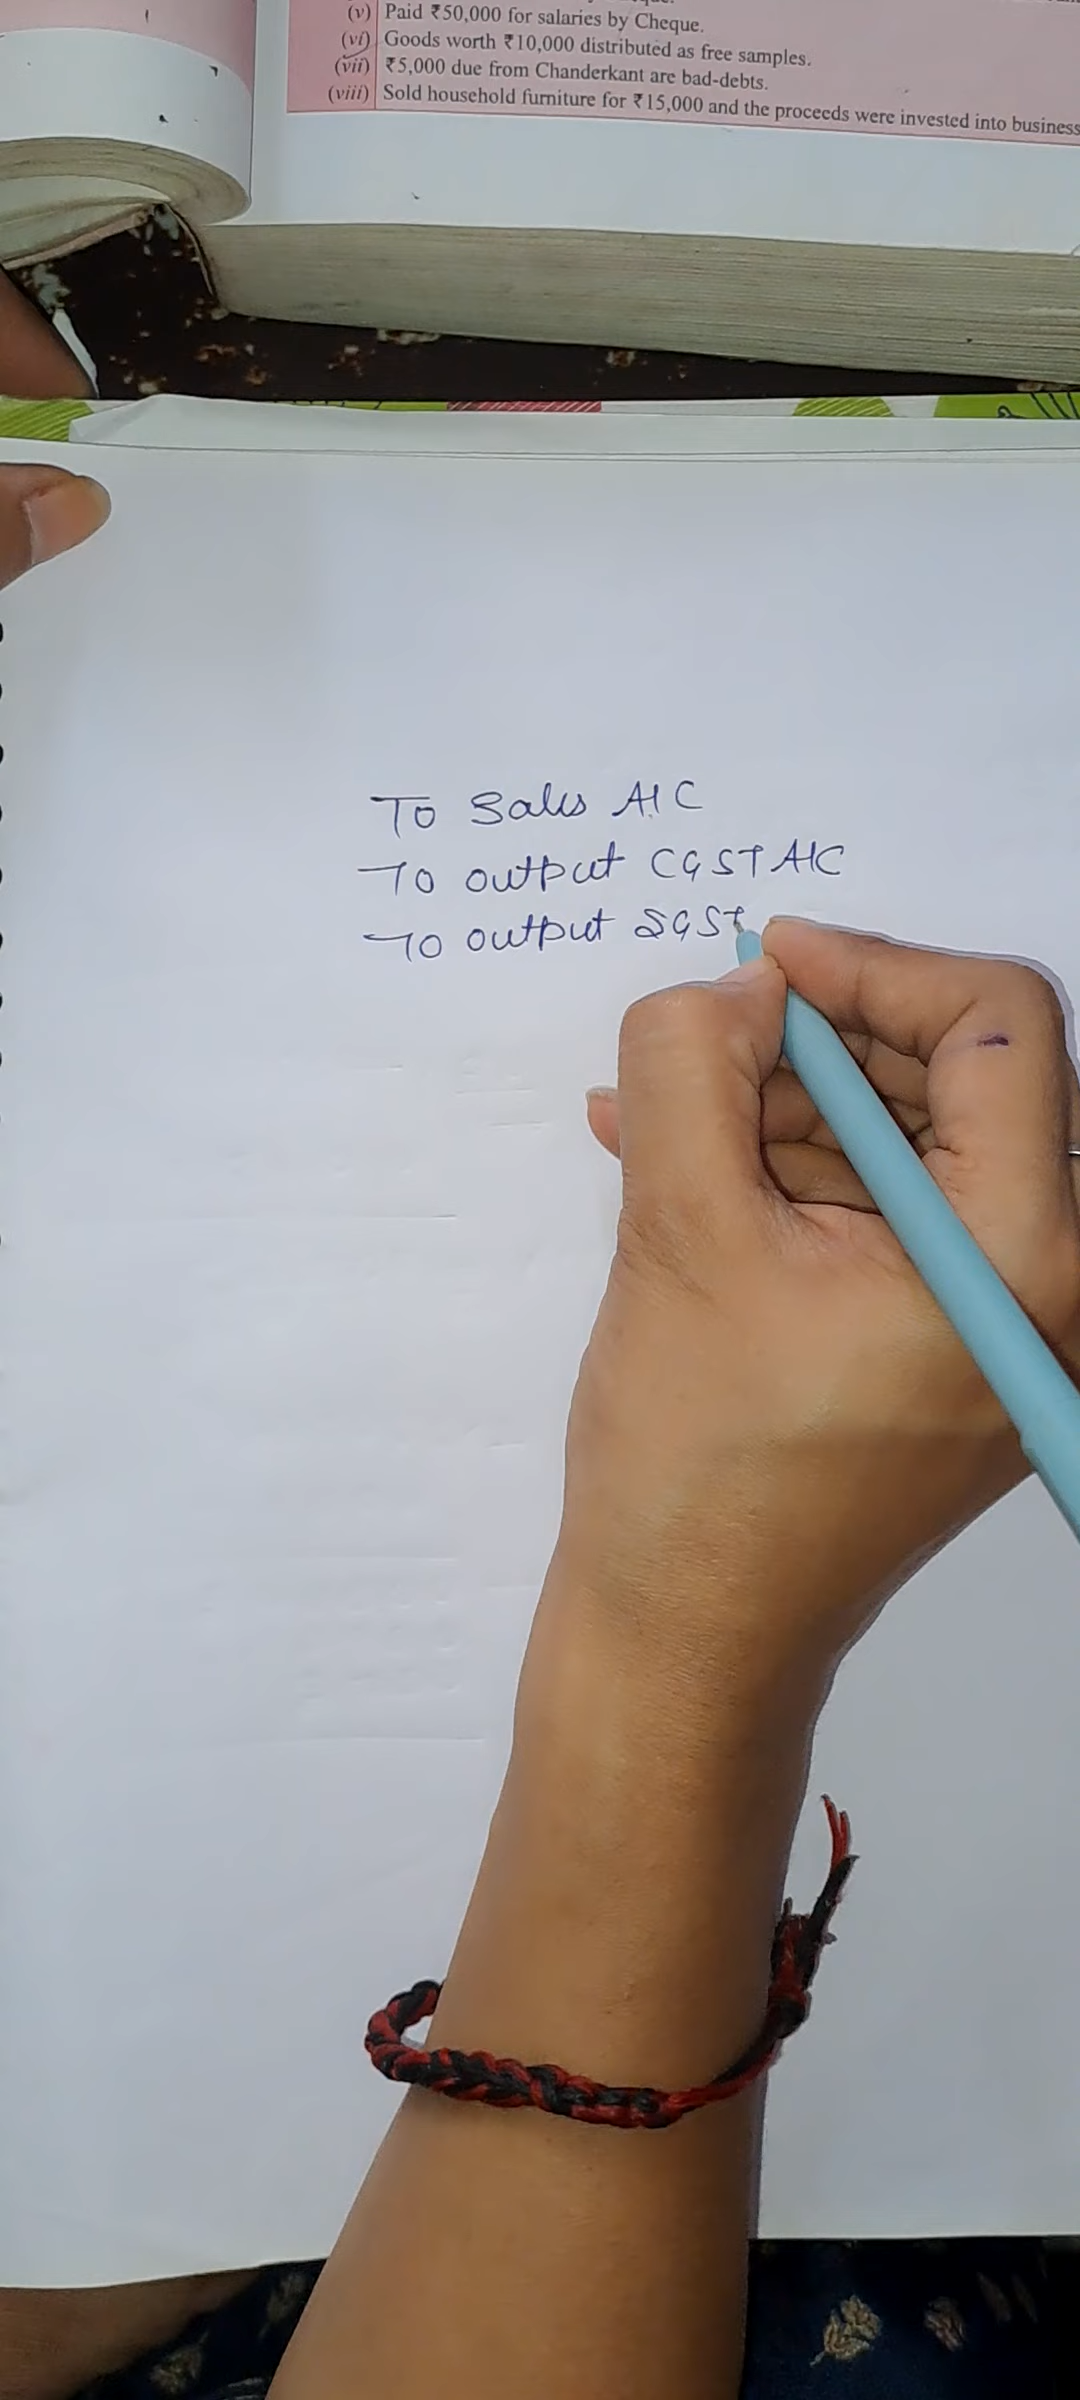 (v) Paid ₹50,000 for salaries by Cheque.
(vi) Goods worth ₹10,000 distributed as free samples.
(vii) ₹5,000 due from Chanderkant are bad-debts.
(viii) Sold household furniture for ₹15,000 and the proceeds were invested into business
To Sales A/C
To output CGST A/C
To output SGST